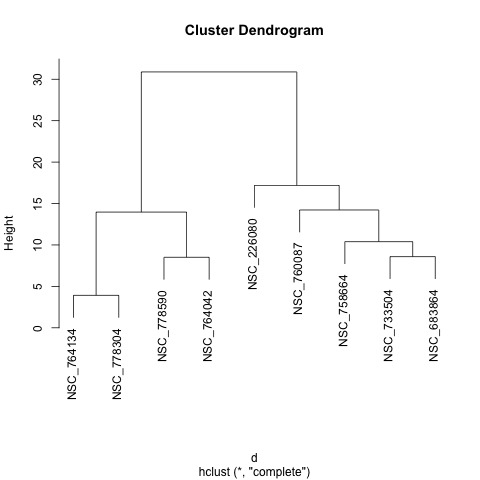 Cluster Dendrogram
Height
30
25
20
15
10
5
0
NSC_764134
NSC_778304
NSC_778590
NSC_764042
NSC_226080
NSC_760087
NSC_758664
NSC_733504
NSC_683864
d
hclust (*, "complete")